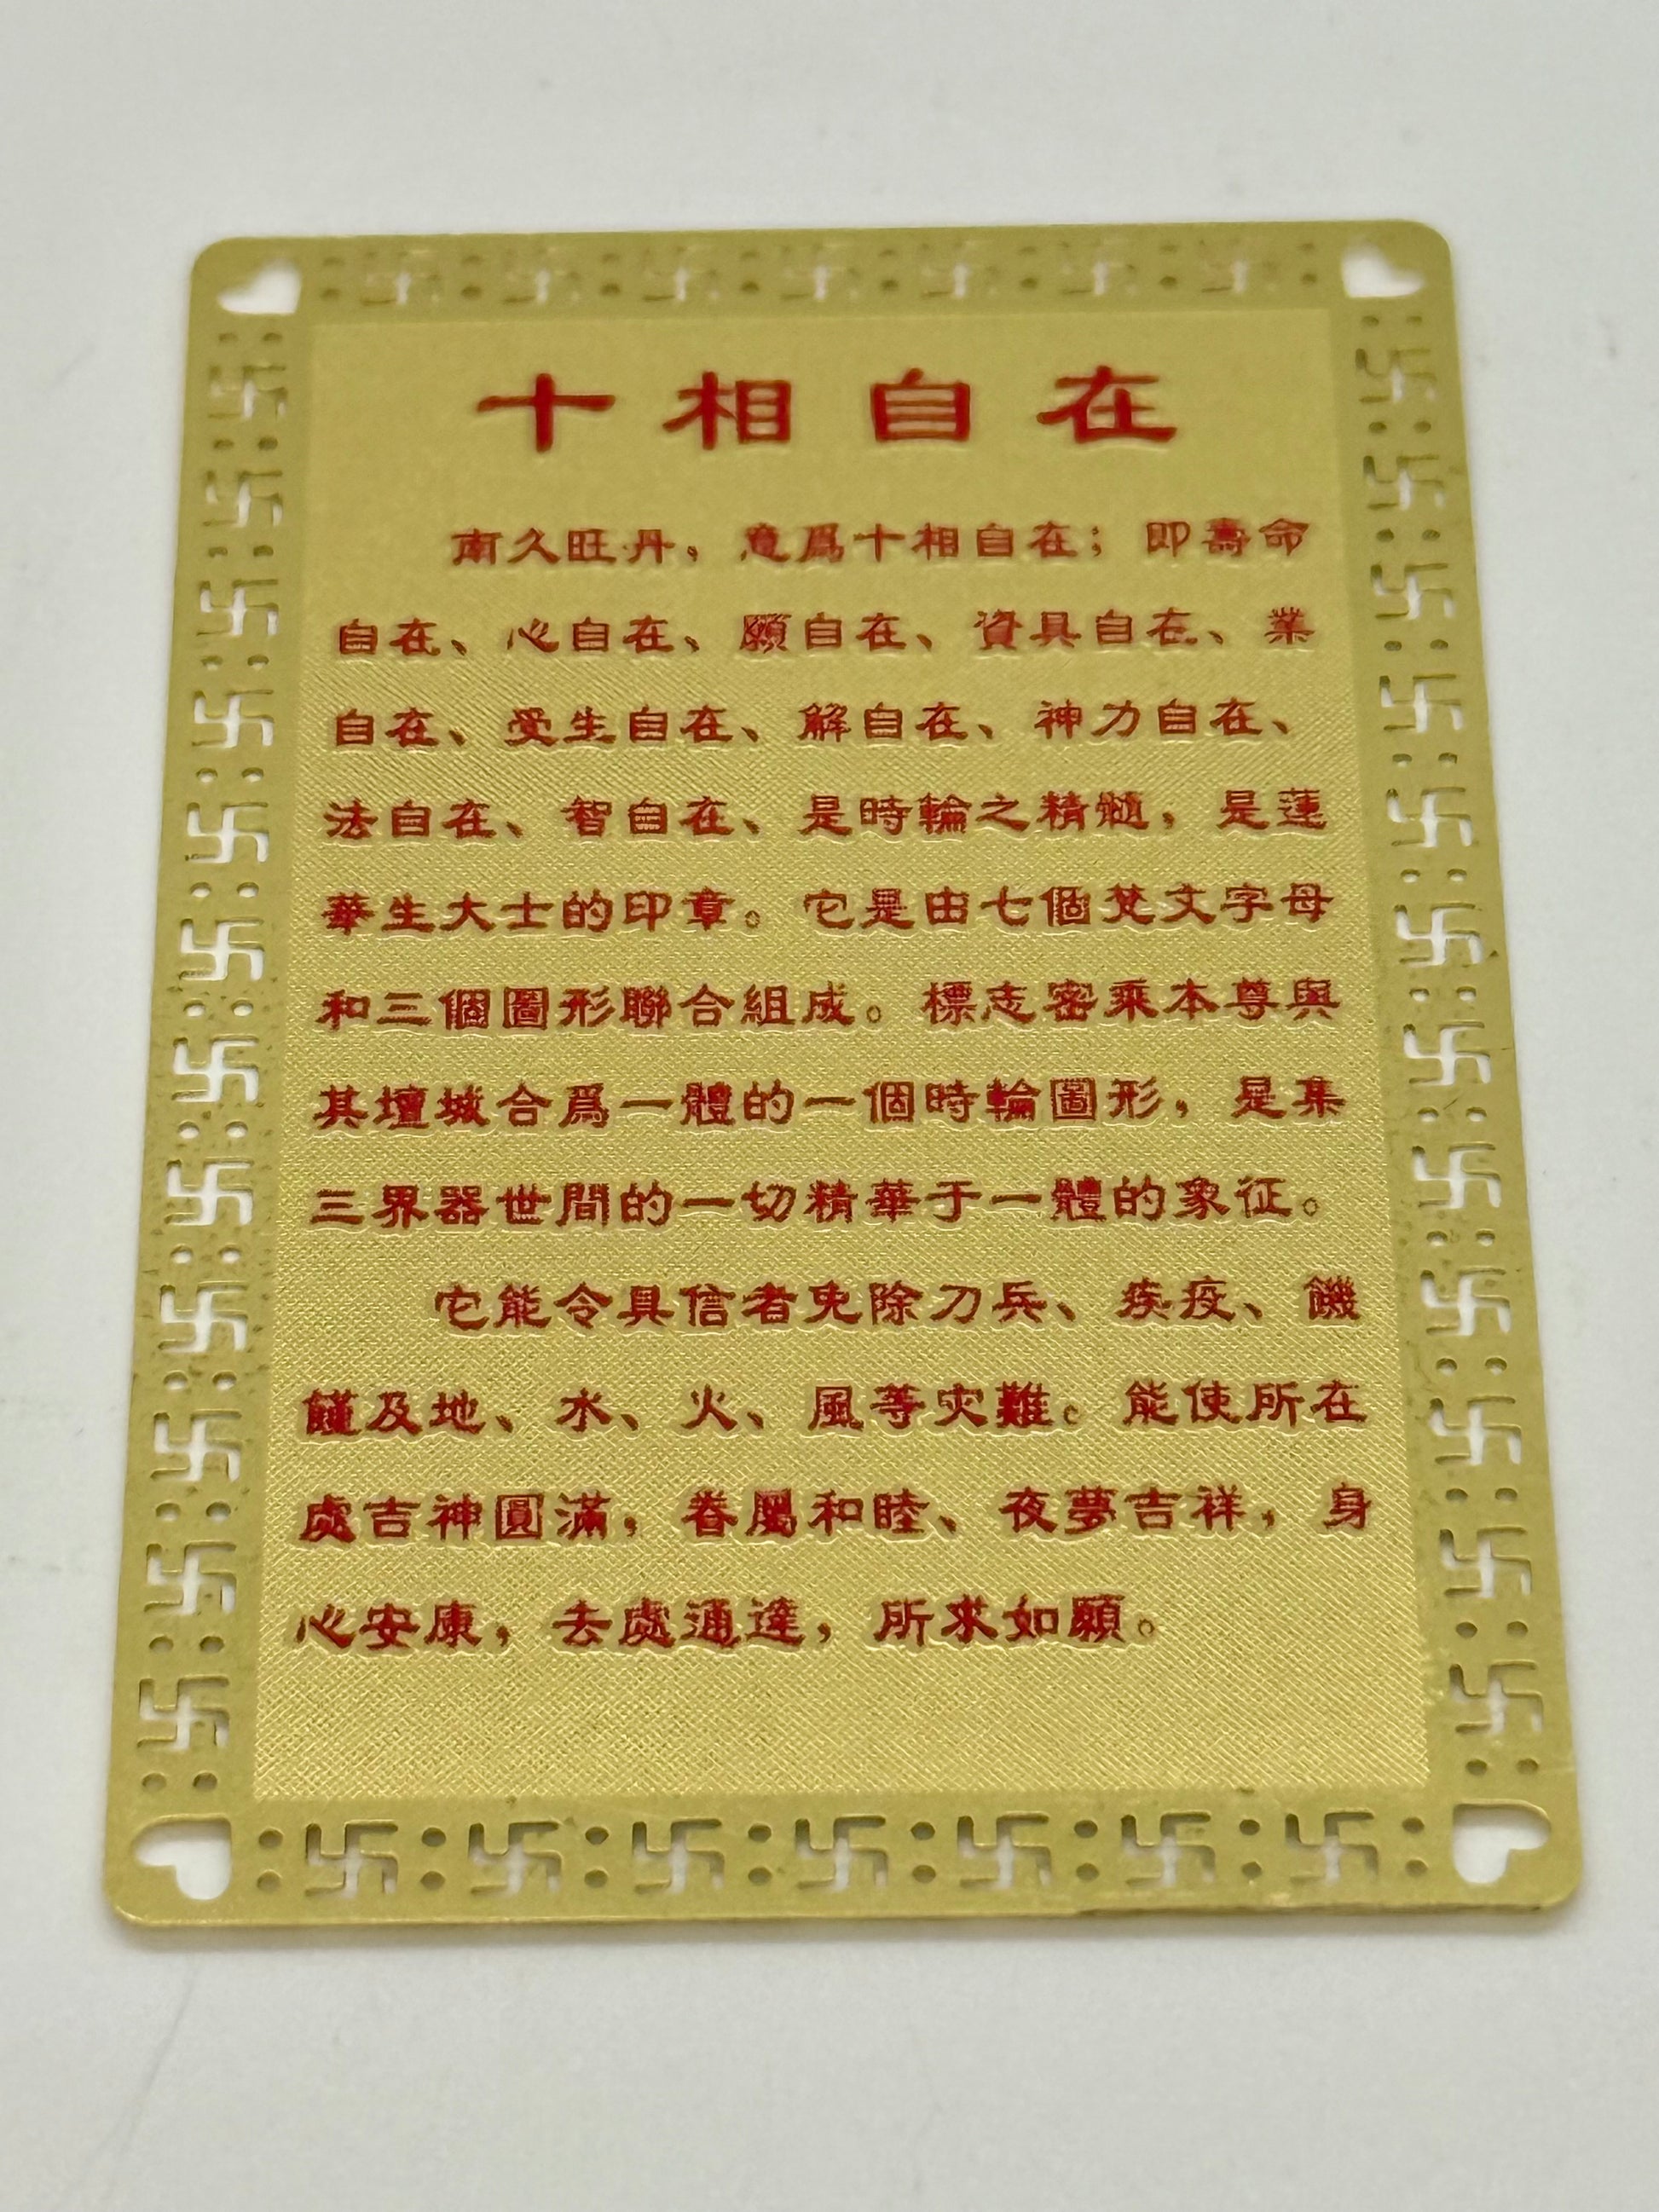 十相自在
南久旺丹，意爲十相自在；即壽命
自在、心自在、願自在、資具自在、業
自在、受生自在、解自在、神力自在、
法自在、智自在、是時輪之精髓，是蓮
華生大士的印章。它是由七個梵文字母
和三個圖形聯合組成。標志密乘本尊與
其壇城合爲一體的一個時輪圖形，是集
三界器世間的一切精華于一體的象征。
它能令具信者免除刀兵、疾疫、饑
饉及地、水、火、風等灾難。能使所在
處吉神圓滿，眷屬和睦、夜夢吉祥，身
心安康，去處通達，所求如願。